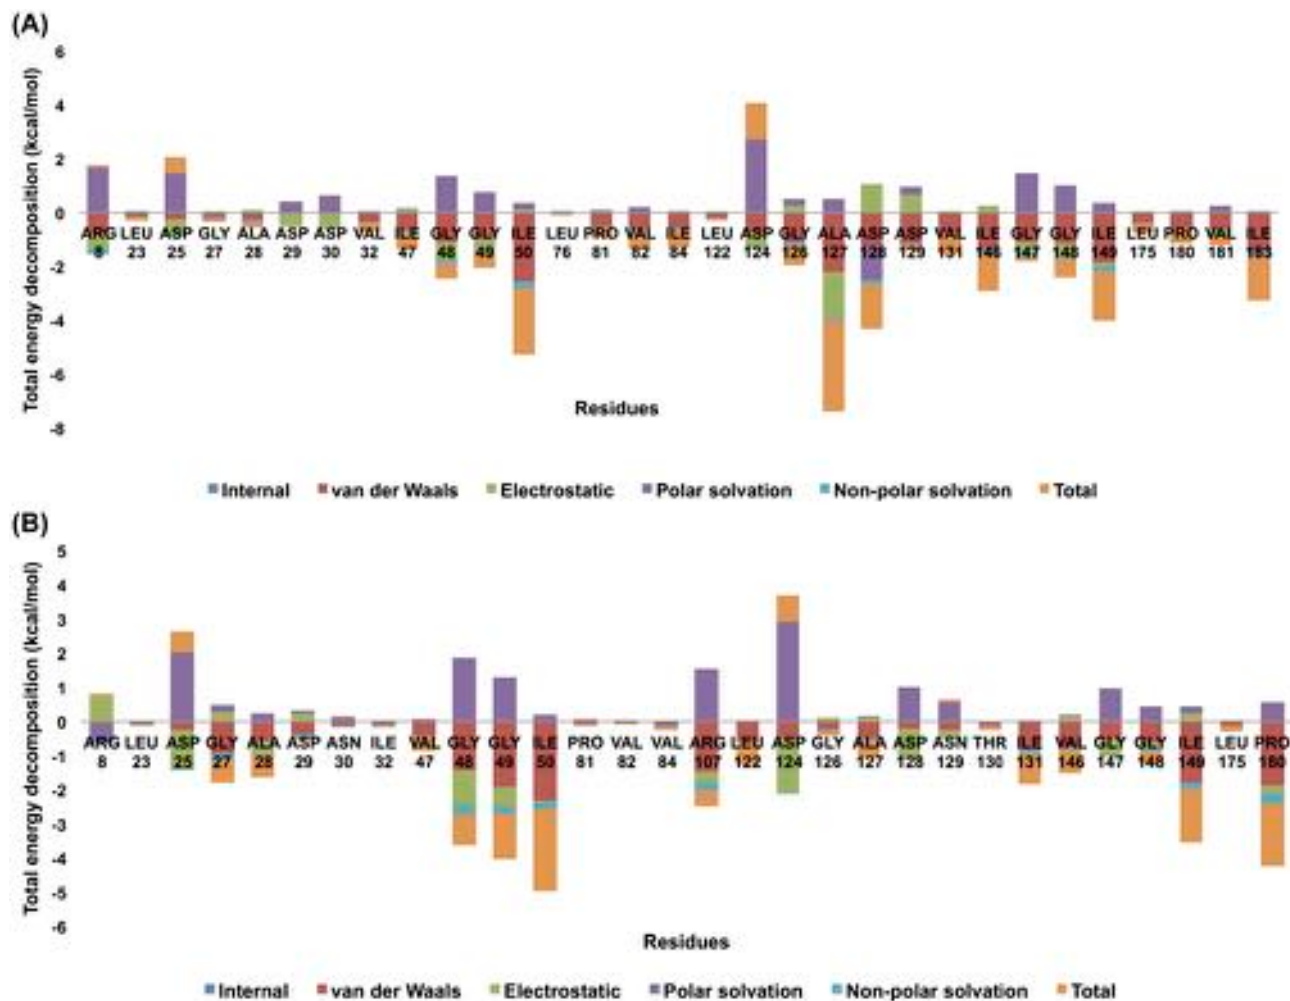 (A)
Total energy decomposition (kcal/mol)
6
4
2
0
-2
-4
-6
-8
ARG LEU ASP GLY ALA ASP ASP VAL ILE GLY GLY ILE LEU PRO VAL ILE LEU ASP GLY ALA ASP ASP VAL ILE GLY GLY ILE LEU PRO VAL ILE
8 23 25 27 28 29 30 32 47 48 49 50 76 81 82 84 122 124 126 127 128 129 131 146 147 148 149 175 180 181 183
Residues
Internal van der Waals Electrostatic Polar solvation Non-polar solvation Total
(B)
Total energy decomposition (kcal/mol)
5
4
3
2
1
0
-1
-2
-3
-4
-5
-6
ARG LEU ASP GLY ALA ASP ASN ILE VAL GLY GLY ILE PRO VAL VAL ARG LEU ASP GLY ALA ASP ASN THR ILE VAL GLY GLY ILE LEU PRO
8 23 25 27 28 29 30 32 47 48 49 50 81 82 84 107 122 124 126 127 128 129 130 131 146 147 148 149 175 180
Residues
Internal van der Waals Electrostatic Polar solvation Non-polar solvation Total